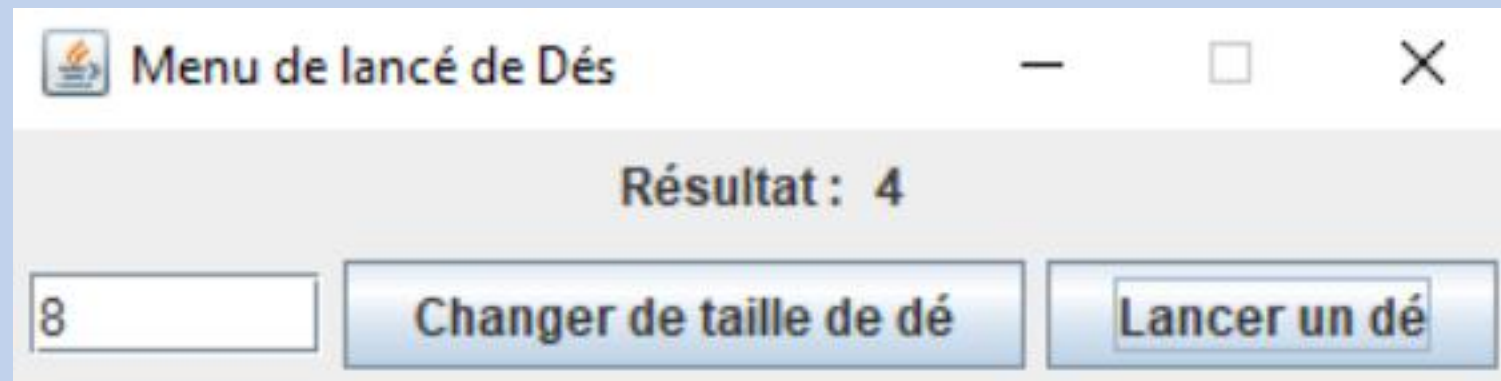 Menu de lancé de Dés
Résultat : 4
8 Changer de taille de dé Lancer un dé